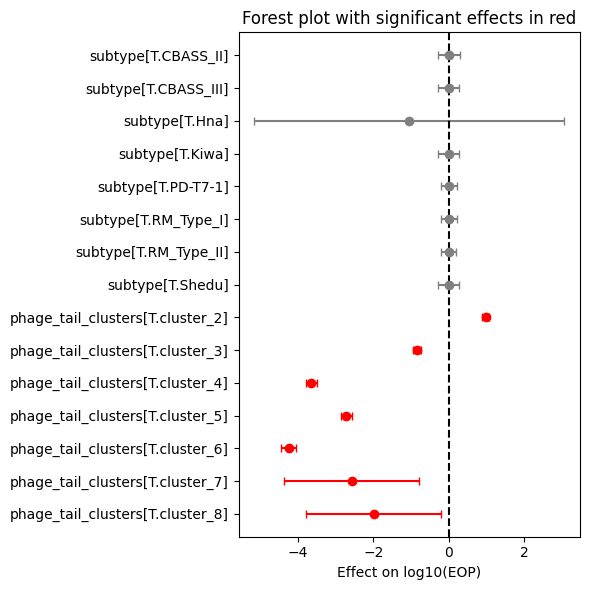 Forest plot with significant effects in red
subtype[T.CBASS_II]
subtype[T.CBASS_III]
subtype[T.Hna]
subtype[T.Kiwa]
subtype[T.PD-T7-1]
subtype[T.RM_Type_I]
subtype[T.RM_Type_II]
subtype[T.Shedu]
phage_tail_clusters[T.cluster_2]
phage_tail_clusters[T.cluster_3]
phage_tail_clusters[T.cluster_4]
phage_tail_clusters[T.cluster_5]
phage_tail_clusters[T.cluster_6]
phage_tail_clusters[T.cluster_7]
phage_tail_clusters[T.cluster_8]
−4 −2 0 2
Effect on log10(EOP)